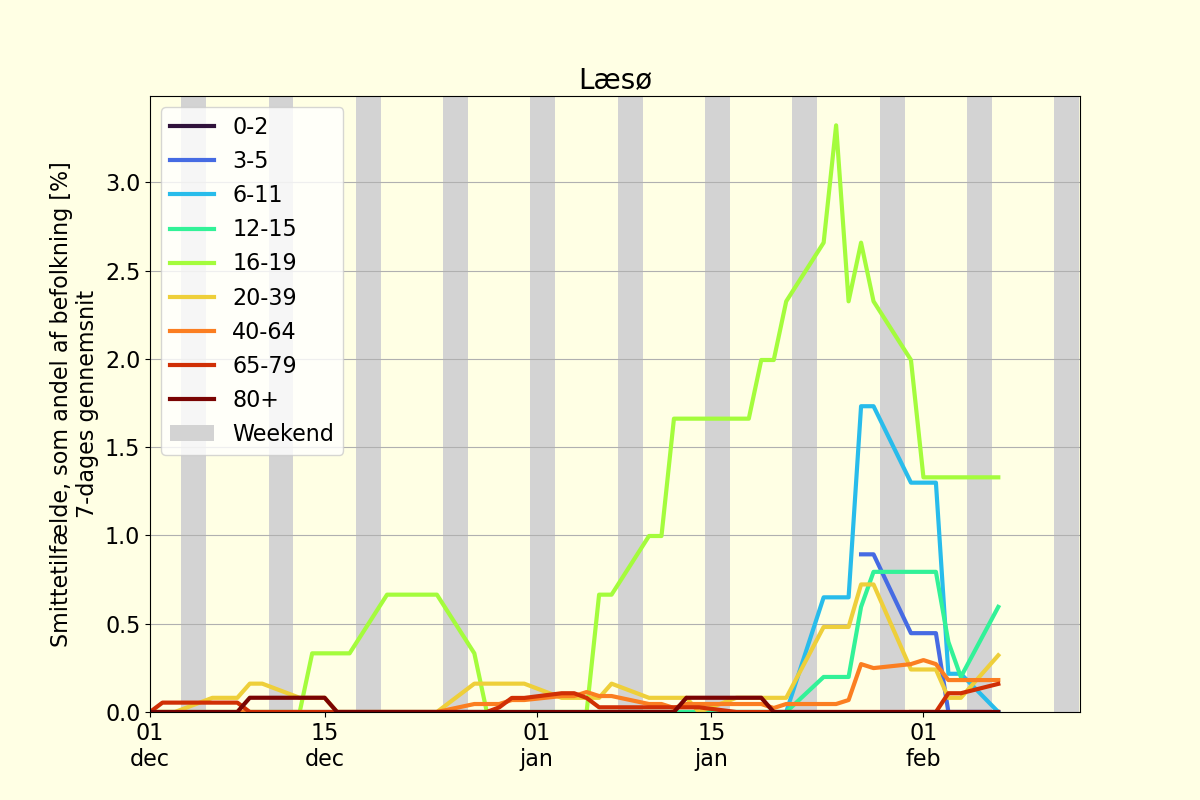 Læsø
Smittetilfælde, som andel af befolkning [%]
7-dages gennemsnit
3.0
2.5
2.0
1.5
1.0
0.5
0.0
0-2
3-5
6-11
12-15
16-19
20-39
40-64
65-79
80+
Weekend
01
dec
15
dec
01
jan
15
jan
01
feb